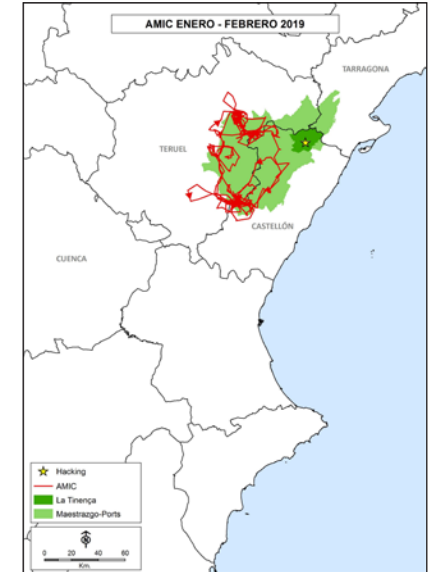 AMIC ENERO - FEBRERO 2019
TARRAGONA
TERUEL
CASTELLÓN
CUENCA
Hacking
AMIC
La Tinença
Maestrazgo-Ports
0 20 40 60
Km.